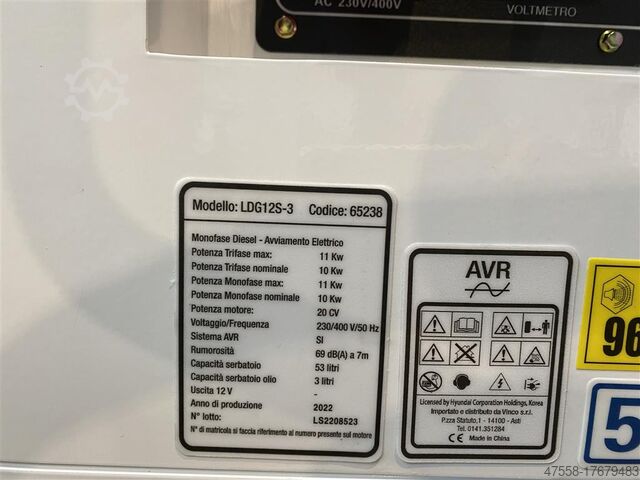 AC 230V/400V
VOLTMETRO
Modello: LDG12S-3 Codice: 65238
Monofase Diesel - Avviamento Elettrico
Potenza Trifase max: 11 Kw
Potenza Trifase nominale 10 Kw
Potenza Monofase max: 11 Kw
Potenza Monofase nominale 10 Kw
Potenza motore: 20 CV
Voltaggio/Frequenza 230/400 V/50 Hz
Sistema AVR SI
Rumorosità 69 dB(A) a 7m
Capacità serbatoio 53 litri
Capacità serbatoio olio 3 litri
Uscita 12 V -
Anno di produzione 2022
N° lotto: LS2208523
N° di matricola si faccia riferimento al numero presente sul motore
AVR
Licensed by Hyundai Corporation Holdings, Korea
Importato e distribuito da Vinco s.r.l.
P.zza Statuto,1 - 14100 - Asti
Tel. 0141.351284
CE Made in China
96
5
47558-17679483